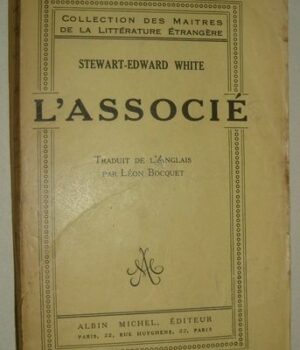 COLLECTION DES MAITRES
DE LA LITTÉRATURE ÉTRANGÈRE
STEWART-EDWARD WHITE
L'ASSOCIÉ
TRADUIT DE L'ANGLAIS
PAR LÉON BOCQUET
AM
ALBIN MICHEL, ÉDITEUR
PARIS, 22, RUE HUYGHENS, 22, PARIS